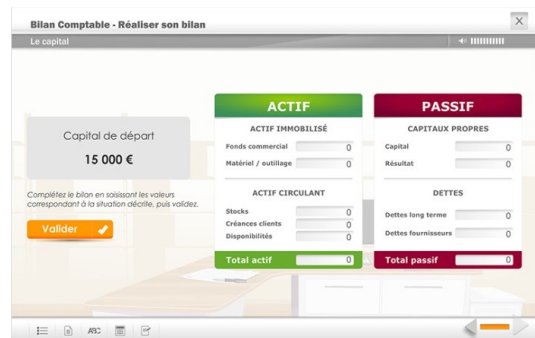 Bilan Comptable - Réaliser son bilan
X
Le capital
Capital de départ
15 000 €
Complétez le bilan en saisissant les valeurs
correspondant à la situation décrite, puis validez.
Valider
ACTIF
ACTIF IMMOBILISÉ
Fonds commercial 0
Matériel / outillage 0
ACTIF CIRCULANT
Stocks 0
Créances clients 0
Disponibilités 0
Total actif 0
PASSIF
CAPITAUX PROPRES
Capital 0
Résultat 0
DETTES
Dettes long terme 0
Dettes fournisseurs 0
Total passif 0
ABC